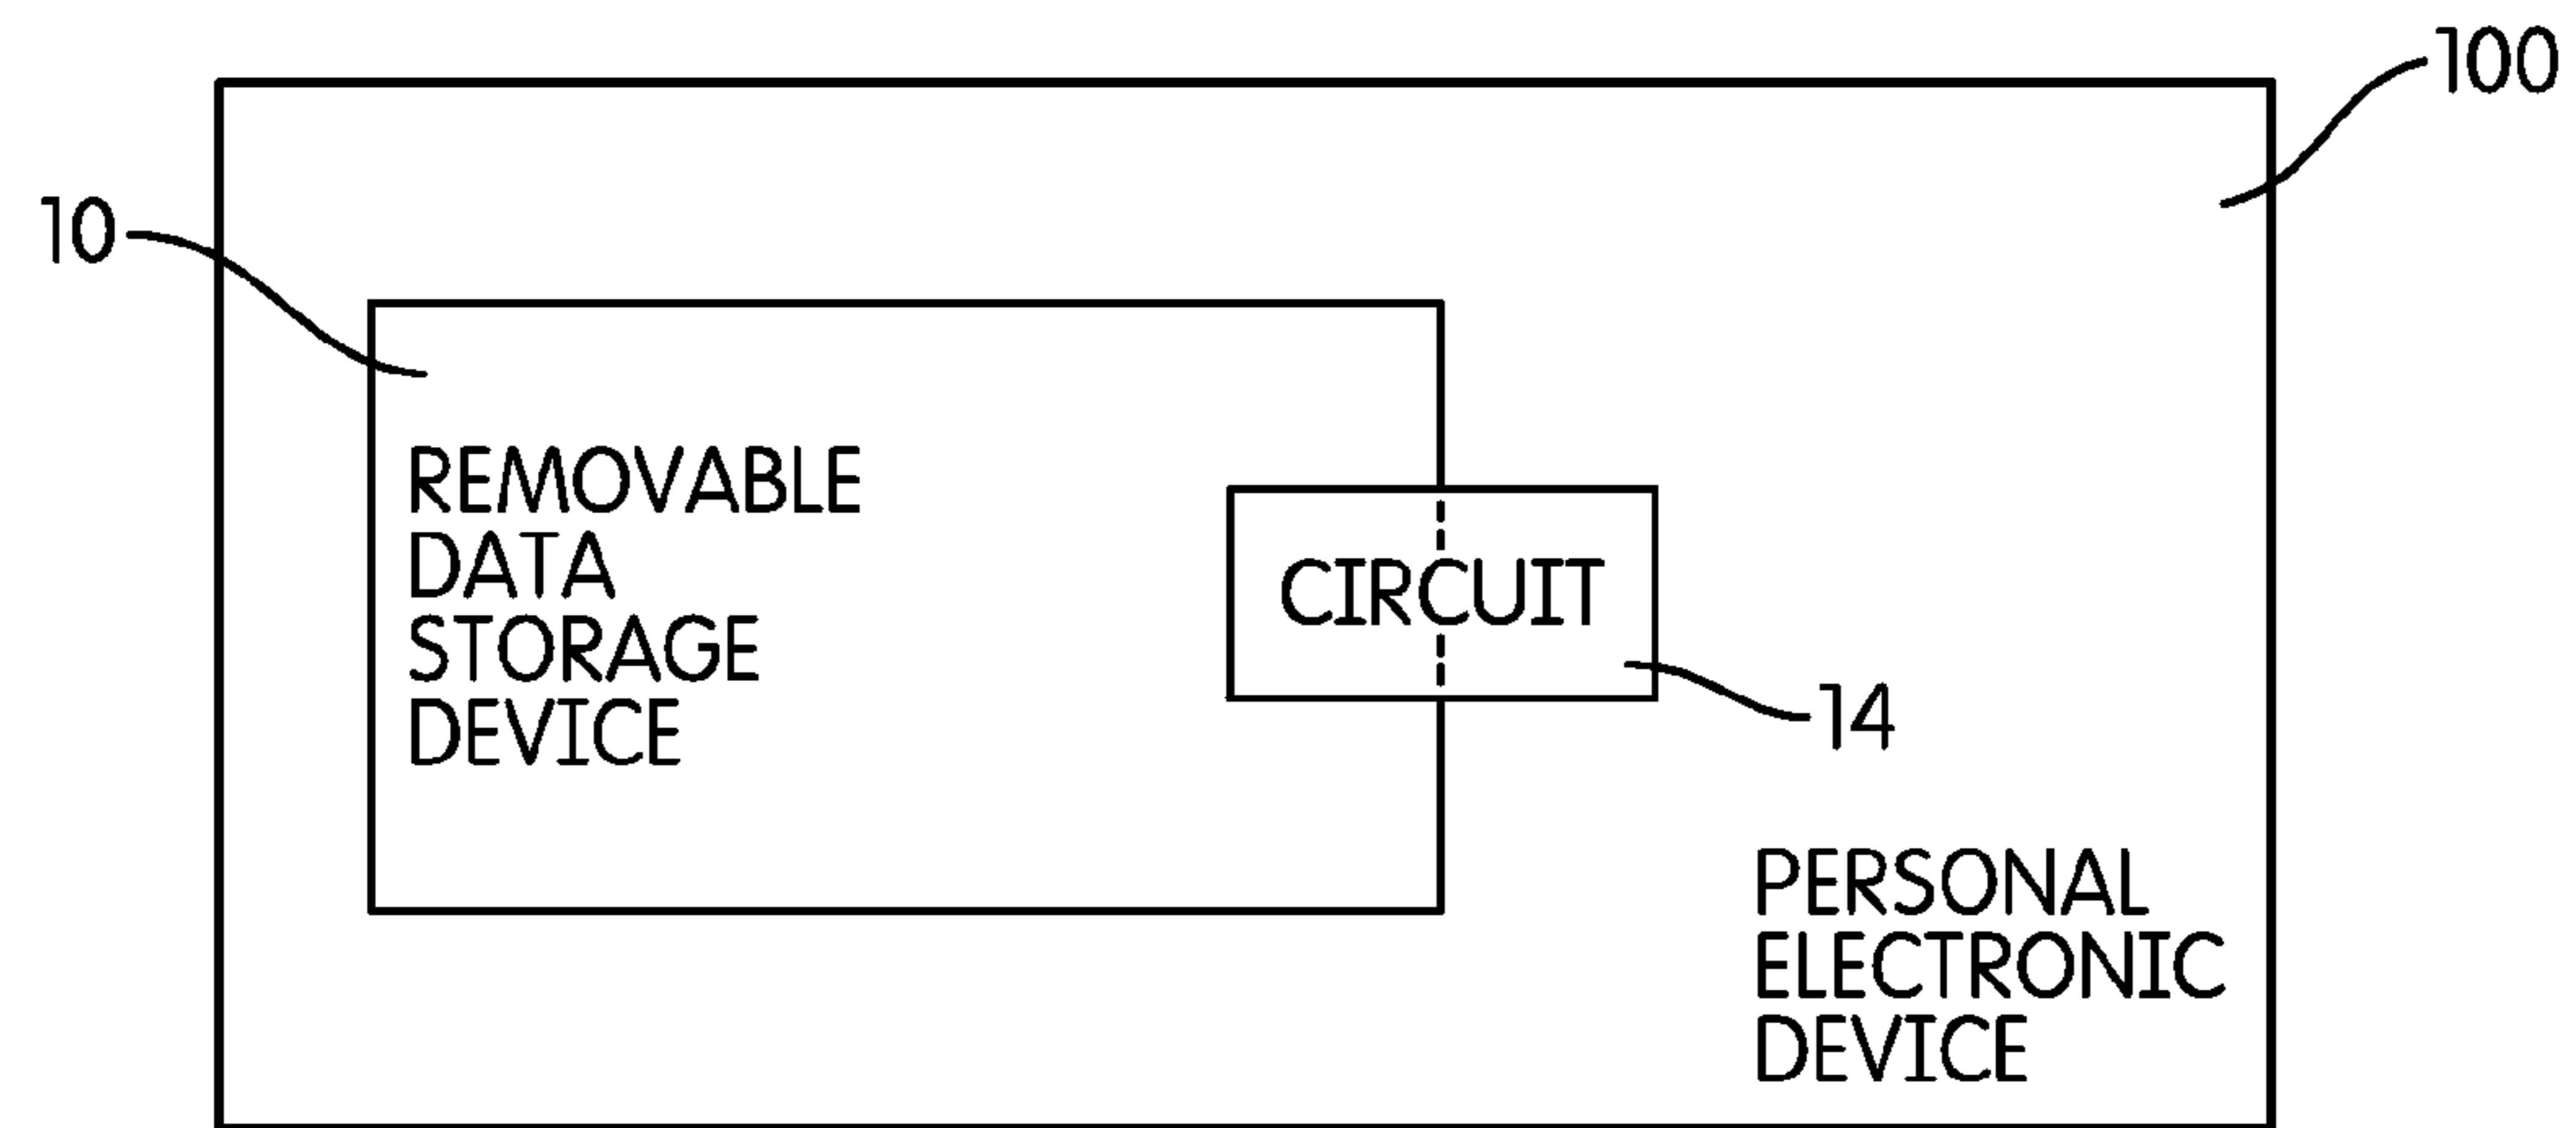 100
10
REMOVABLE
DATA
STORAGE
DEVICE
CIRCUIT
14
PERSONAL
ELECTRONIC
DEVICE